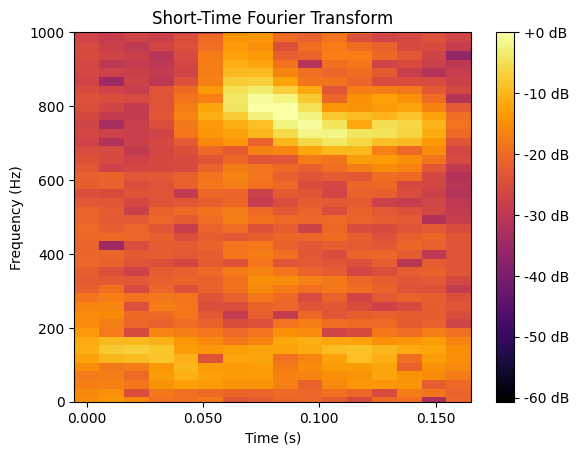 Short-Time Fourier Transform
1000
800
600
400
200
0
Frequency (Hz)
0.000
0.050
0.100
0.150
Time (s)
+0 dB
-10 dB
-20 dB
-30 dB
-40 dB
-50 dB
-60 dB